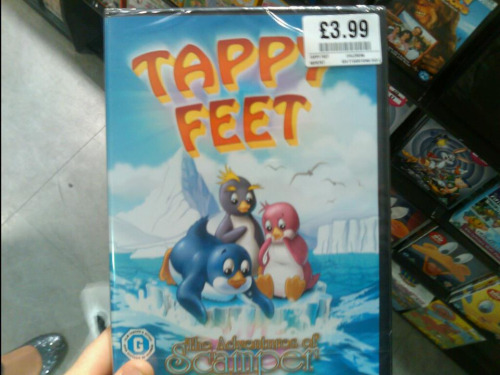 £3.99
TAPPY
FEET
G
The Adventures of
Scamper